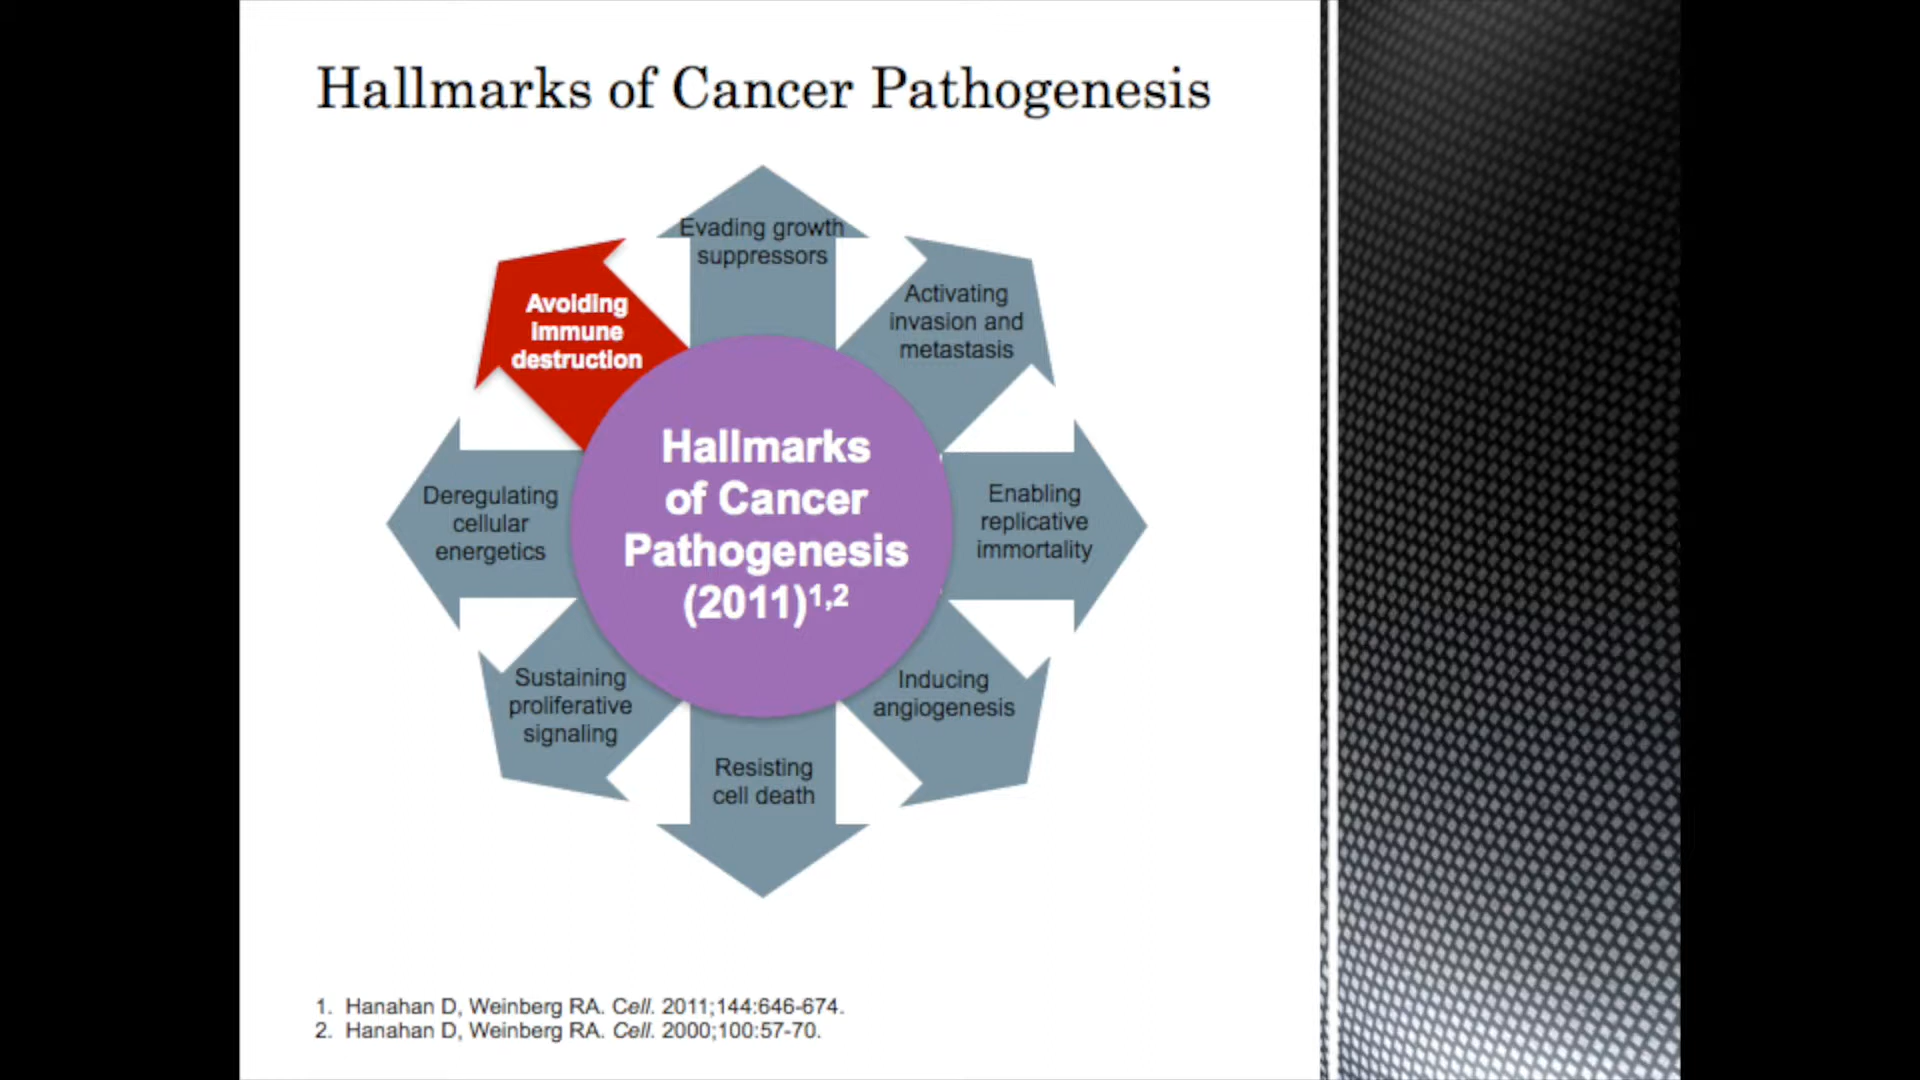 Hallmarks of Cancer Pathogenesis
Evading growth
suppressors
Activating
invasion and
metastasis
Enabling
replicative
immortality
Inducing
angiogenesis
Resisting
cell death
Sustaining
proliferative
signaling
Deregulating
cellular
energetics
Avoiding
immune
destruction
Hallmarks
of Cancer
Pathogenesis
(2011)1,2
1. Hanahan D, Weinberg RA. Cell. 2011;144:646-674.
2. Hanahan D, Weinberg RA. Cell. 2000;100:57-70.